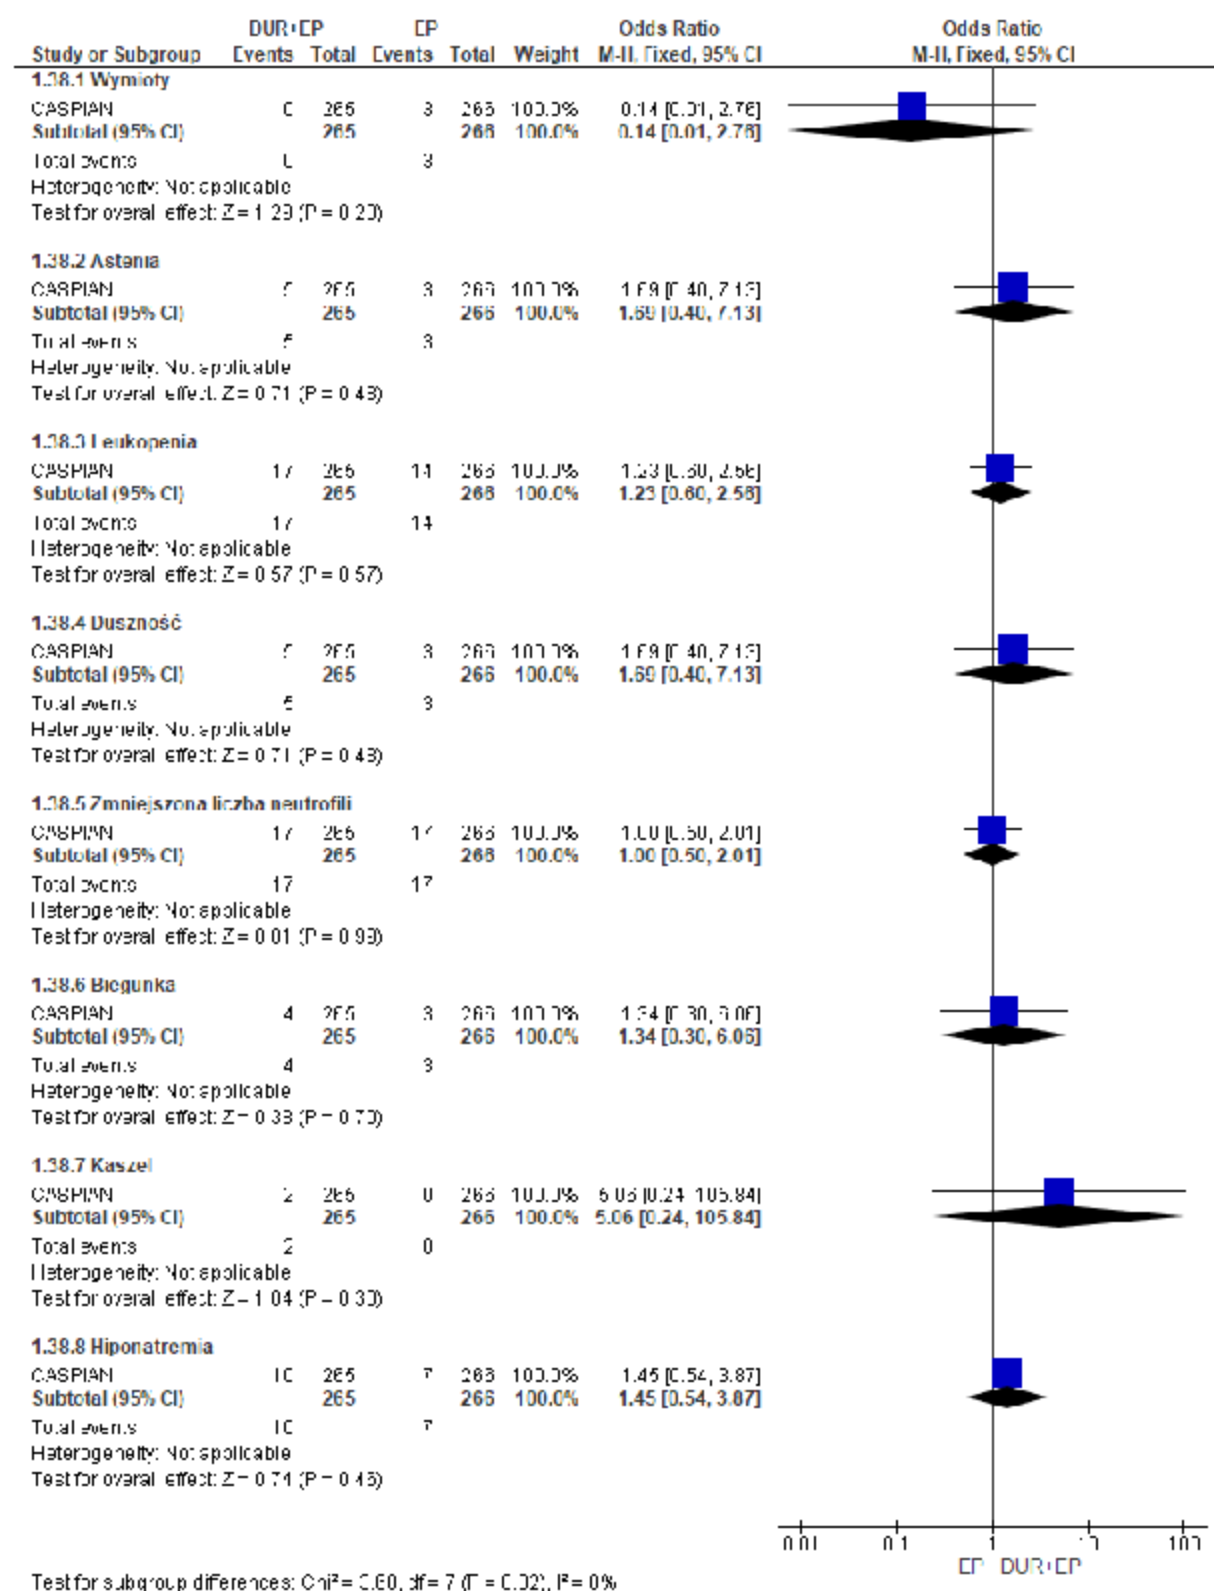 DUR+EP EP Odds Ratio Odds Ratio
Study or Subgroup Events Total Events Total Weight M-H, Fixed, 95% CI M-H, Fixed, 95% CI
1.38.1 Wymioty
CASPIAN 0 265 3 266 100.0% 0.14 [0.01, 2.76]
Subtotal (95% CI) 265 266 100.0% 0.14 [0.01, 2.76]
Total events 0 3
Heterogeneity: Not applicable
Test for overall effect: Z = 1.29 (P = 0.20)
1.38.2 Astenia
CASPIAN 5 265 3 266 100.0% 1.69 [0.40, 7.13]
Subtotal (95% CI) 265 266 100.0% 1.69 [0.40, 7.13]
Total events 5 3
Heterogeneity: Not applicable
Test for overall effect: Z = 0.71 (P = 0.48)
1.38.3 Leukopenia
CASPIAN 17 265 14 266 100.0% 1.23 [0.60, 2.56]
Subtotal (95% CI) 265 266 100.0% 1.23 [0.60, 2.56]
Total events 17 14
Heterogeneity: Not applicable
Test for overall effect: Z = 0.57 (P = 0.57)
1.38.4 Duszność
CASPIAN 5 265 3 266 100.0% 1.69 [0.40, 7.13]
Subtotal (95% CI) 265 266 100.0% 1.69 [0.40, 7.13]
Total events 5 3
Heterogeneity: Not applicable
Test for overall effect: Z = 0.71 (P = 0.48)
1.38.5 Zmniejszona liczba neutrofili
CASPIAN 17 265 17 266 100.0% 1.00 [0.50, 2.01]
Subtotal (95% CI) 265 266 100.0% 1.00 [0.50, 2.01]
Total events 17 17
Heterogeneity: Not applicable
Test for overall effect: Z = 0.01 (P = 0.99)
1.38.6 Biegunka
CASPIAN 4 265 3 266 100.0% 1.34 [0.30, 6.06]
Subtotal (95% CI) 265 266 100.0% 1.34 [0.30, 6.06]
Total events 4 3
Heterogeneity: Not applicable
Test for overall effect: Z = 0.38 (P = 0.70)
1.38.7 Kaszel
CASPIAN 2 265 0 266 100.0% 5.06 [0.24, 105.84]
Subtotal (95% CI) 265 266 100.0% 5.06 [0.24, 105.84]
Total events 2 0
Heterogeneity: Not applicable
Test for overall effect: Z = 1.04 (P = 0.30)
1.38.8 Hiponatremia
CASPIAN 10 265 7 266 100.0% 1.45 [0.54, 3.87]
Subtotal (95% CI) 265 266 100.0% 1.45 [0.54, 3.87]
Total events 10 7
Heterogeneity: Not applicable
Test for overall effect: Z = 0.74 (P = 0.46)
0.01 0.1 1 10 100
EP DUR+EP
Test for subgroup differences: Chi² = df = 7 (P = I² = 0%